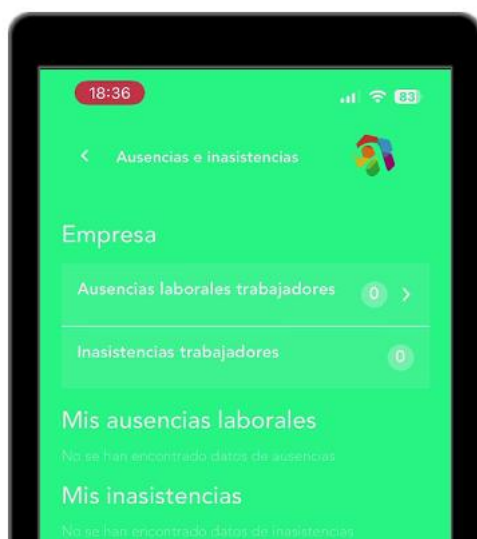 18:36
83
Ausencias e inasistencias
Empresa
Ausencias laborales trabajadores 0
Inasistencias trabajadores 0
Mis ausencias laborales
No se han encontrado datos de ausencias
Mis inasistencias
No se han encontrado datos de inasistencias